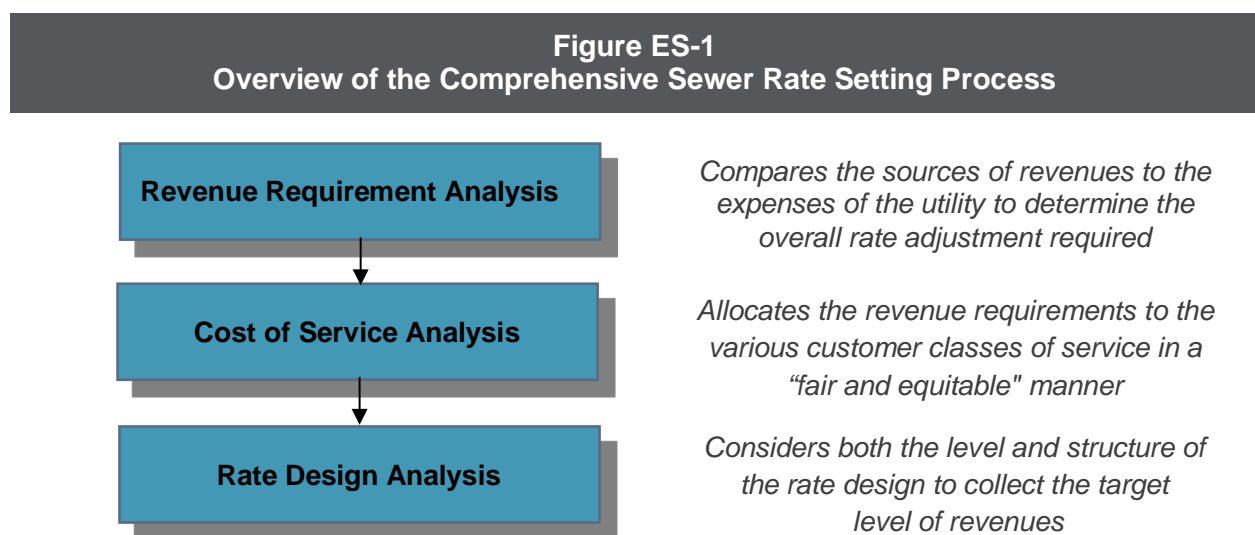 Figure ES-1
Overview of the Comprehensive Sewer Rate Setting Process
Revenue Requirement Analysis
Compares the sources of revenues to the
expenses of the utility to determine the
overall rate adjustment required
Cost of Service Analysis
Allocates the revenue requirements to the
various customer classes of service in a
“fair and equitable" manner
Rate Design Analysis
Considers both the level and structure of
the rate design to collect the target
level of revenues